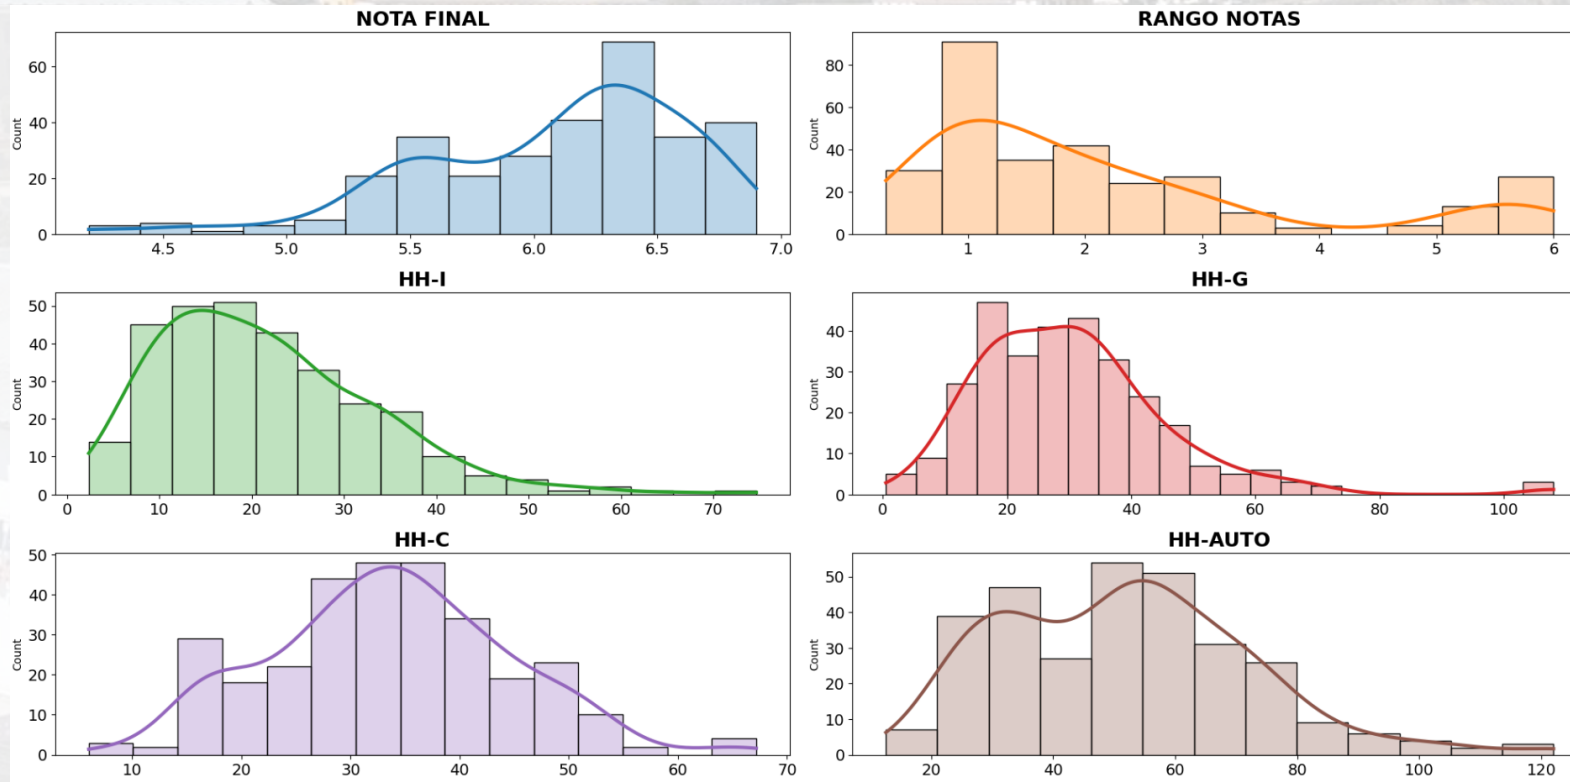 NOTA FINAL
RANGO NOTAS
Count
60
40
20
0
4.5 5.0 5.5 6.0 6.5 7.0
Count
80
60
40
20
0
1 2 3 4 5 6
HH-I
HH-G
Count
50
40
30
20
10
0
0 10 20 30 40 50 60 70
Count
40
30
20
10
0
0 20 40 60 80 100
HH-C
HH-AUTO
Count
50
40
30
20
10
0
10 20 30 40 50 60 70
Count
50
40
30
20
10
0
20 40 60 80 100 120